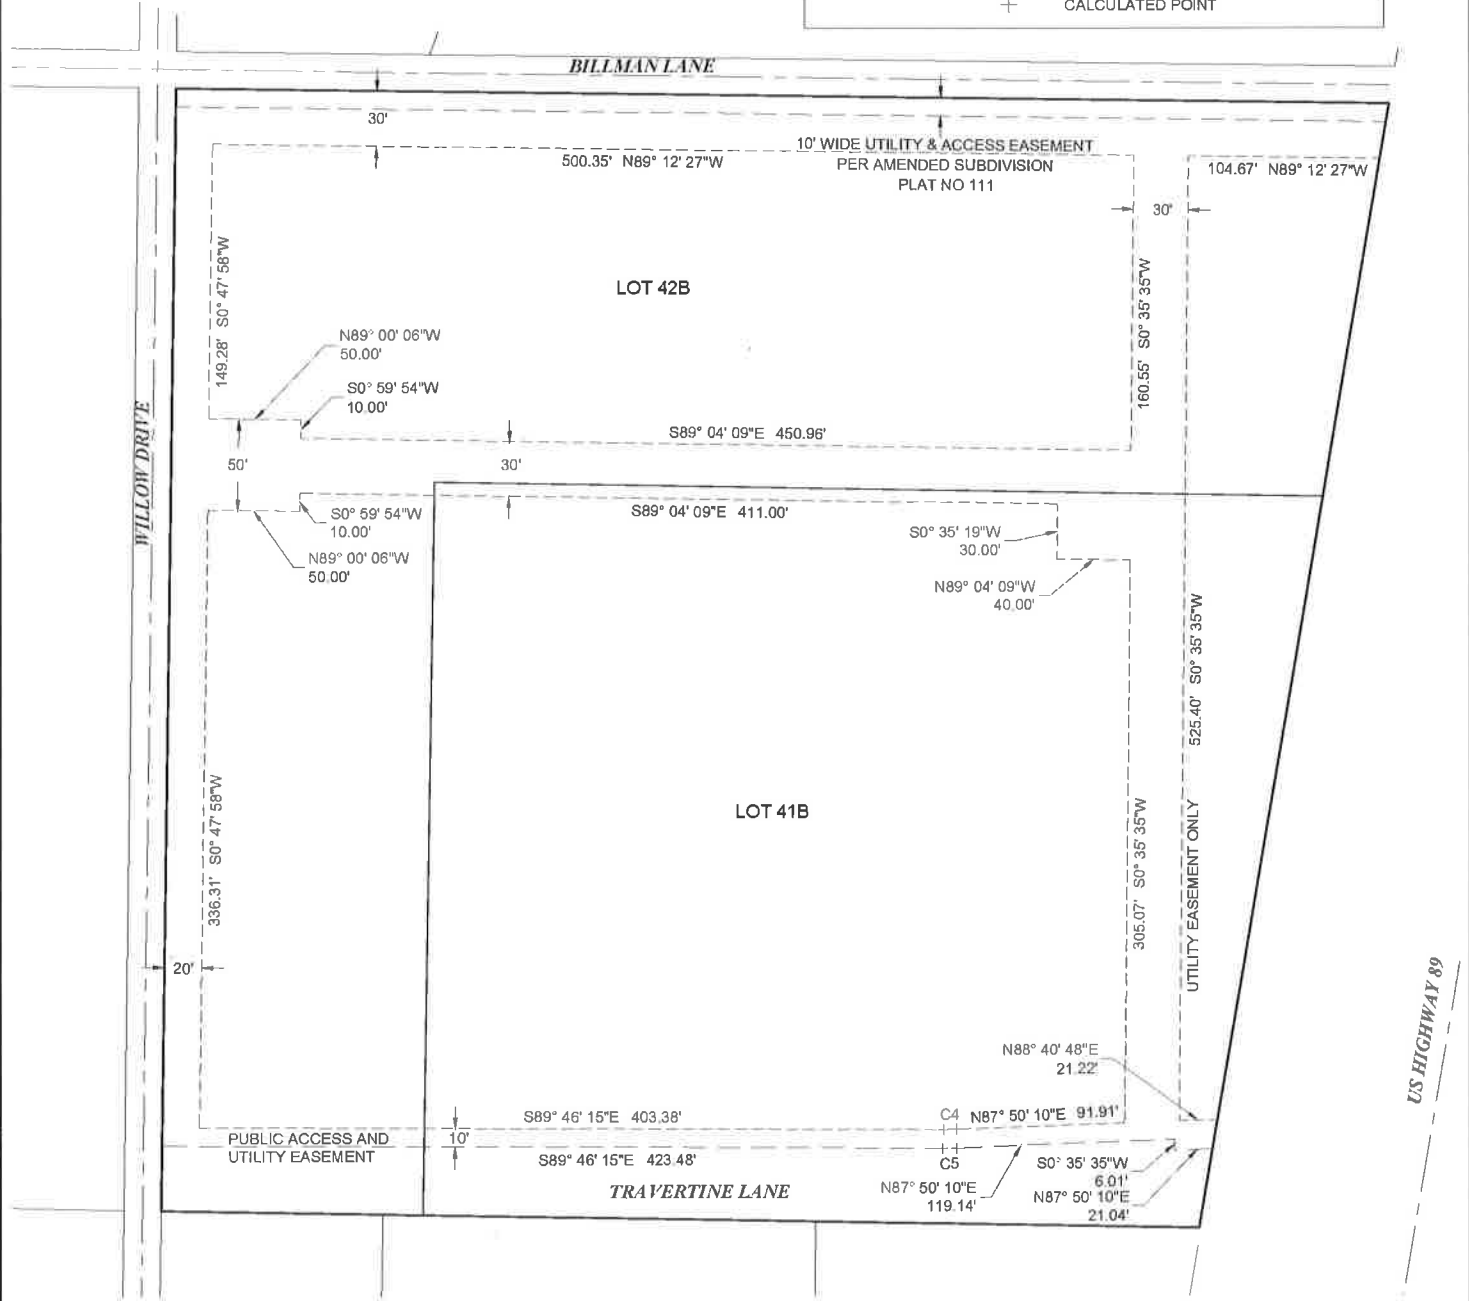 CALCULATED POINT
BILLMAN LANE
30'
10' WIDE UTILITY & ACCESS EASEMENT
PER AMENDED SUBDIVISION
PLAT NO 111
500.35' N89° 12' 27"W
104.67' N89° 12' 27"W
30'
149.28' S0° 47' 58"W
LOT 42B
160.55' S0° 35' 35"W
N89° 00' 06"W
50.00'
S0° 59' 54"W
10.00'
WILLOW DRIVE
50'
30'
S89° 04' 09"E 450.96'
S0° 59' 54"W
10.00'
N89° 00' 06"W
50.00'
S89° 04' 09"E 411.00'
S0° 35' 19"W
30.00'
N89° 04' 09"W
40.00'
525.40' S0° 35' 35"W
336.31' S0° 47' 58"W
LOT 41B
305.07' S0° 35' 35"W
UTILITY EASEMENT ONLY
20'
US HIGHWAY 89
N88° 40' 48"E
21.22'
S89° 46' 15"E 403.38'
C4
N87° 50' 10"E 91.91'
PUBLIC ACCESS AND
UTILITY EASEMENT
10'
S89° 46' 15"E 423.48'
C5
TRAVERTINE LANE
N87° 50' 10"E
119.14'
S0° 35' 35"W
6.01'
N87° 50' 10"E
21.04'